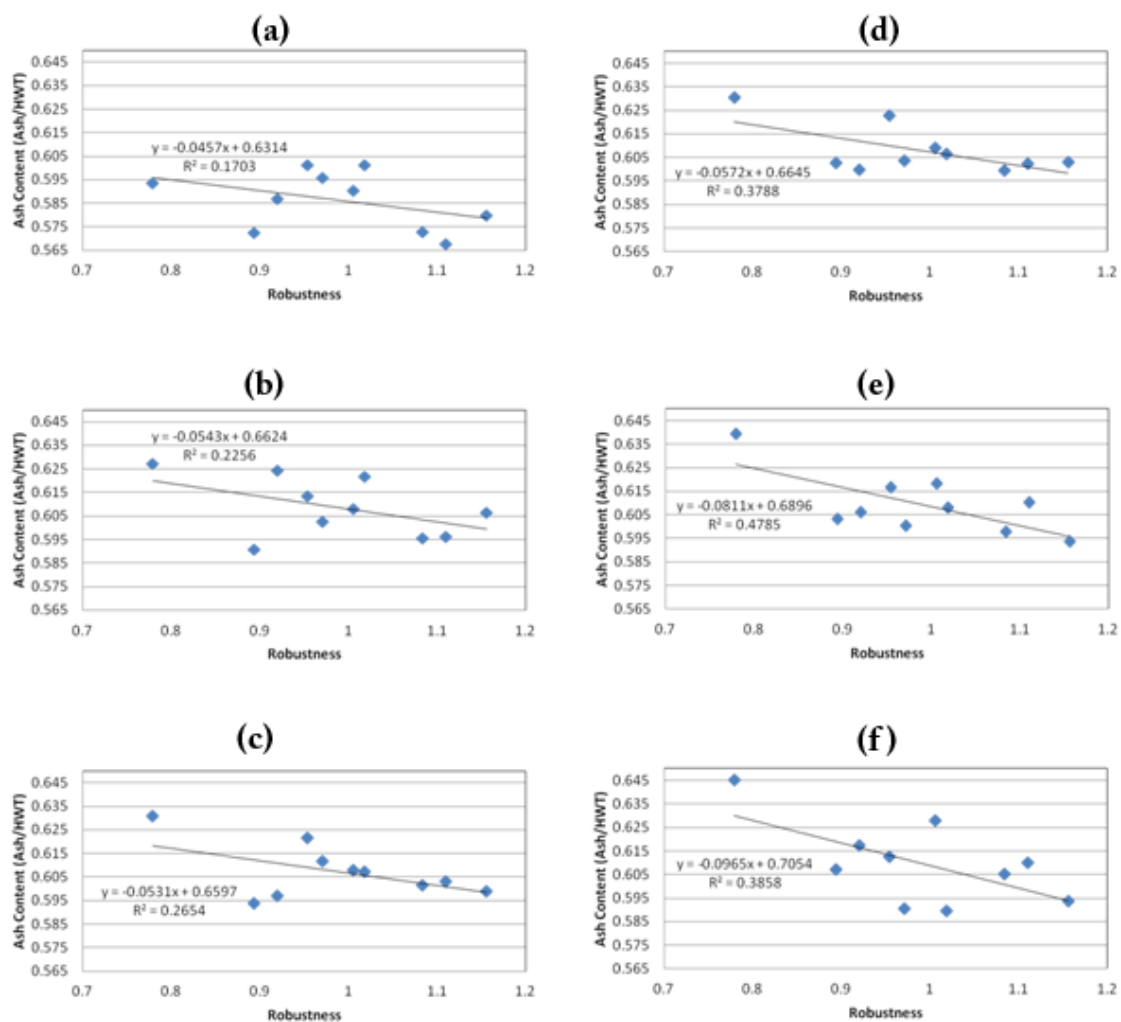 (a)
Ash Content (Ash/HWT)
0.645
0.635
0.625
0.615
0.605
0.595
0.585
0.575
0.565
y = -0.0457x + 0.6314
R² = 0.1703
0.7 0.8 0.9 1 1.1 1.2
Robustness
(d)
Ash Content (Ash/HWT)
0.645
0.635
0.625
0.615
0.605
0.595
0.585
0.575
0.565
y = -0.0572x + 0.6645
R² = 0.3788
0.7 0.8 0.9 1 1.1 1.2
Robustness
(b)
Ash Content (Ash/HWT)
0.645
0.635
0.625
0.615
0.605
0.595
0.585
0.575
0.565
y = -0.0543x + 0.6624
R² = 0.2256
0.7 0.8 0.9 1 1.1 1.2
Robustness
(e)
Ash Content (Ash/HWT)
0.645
0.635
0.625
0.615
0.605
0.595
0.585
0.575
0.565
y = -0.0811x + 0.6896
R² = 0.4785
0.7 0.8 0.9 1 1.1 1.2
Robustness
(c)
Ash Content (Ash/HWT)
0.645
0.635
0.625
0.615
0.605
0.595
0.585
0.575
0.565
y = -0.0531x + 0.6597
R² = 0.2654
0.7 0.8 0.9 1 1.1 1.2
Robustness
(f)
Ash Content (Ash/HWT)
0.645
0.635
0.625
0.615
0.605
0.595
0.585
0.575
0.565
y = -0.0965x + 0.7054
R² = 0.3858
0.7 0.8 0.9 1 1.1 1.2
Robustness